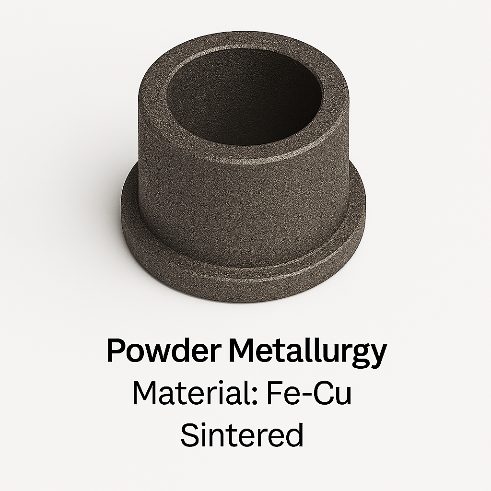 Powder Metallurgy
Material: Fe-Cu
Sintered